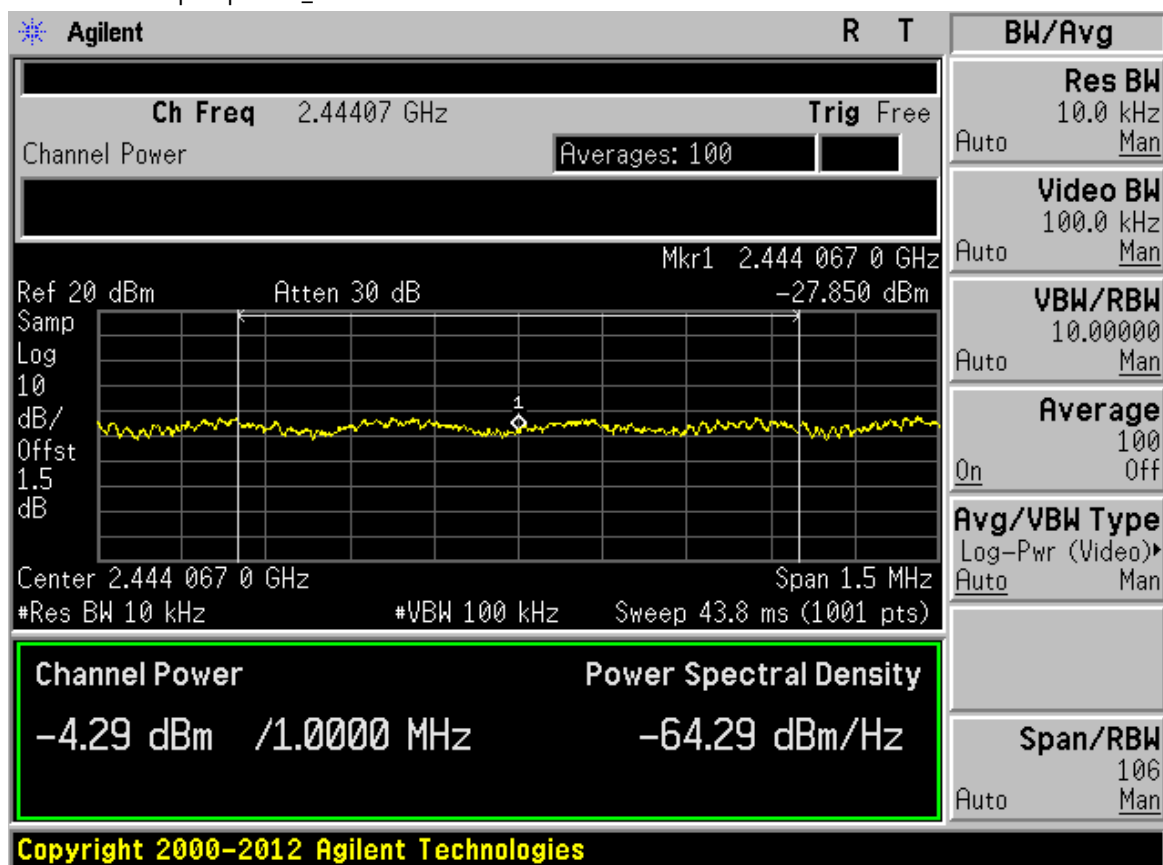 Agilent R T BW/Avg
Ch Freq 2.44407 GHz Trig Free
Channel Power Averages: 100
Mkr1 2.444 067 0 GHz
Ref 20 dBm Atten 30 dB -27.850 dBm
Samp
Log
10
dB/
Offst
1.5
dB
1
Center 2.444 067 0 GHz Span 1.5 MHz
#Res BW 10 kHz #VBW 100 kHz Sweep 43.8 ms (1001 pts)
Channel Power Power Spectral Density
-4.29 dBm /1.0000 MHz -64.29 dBm/Hz
Res BW
10.0 kHz
Auto Man
Video BW
100.0 kHz
Auto Man
VBW/RBW
10.00000
Auto Man
Average
100
On Off
Avg/VBW Type
Log-Pwr (Video)
Auto Man
Span/RBW
106
Auto Man
Copyright 2000-2012 Agilent Technologies